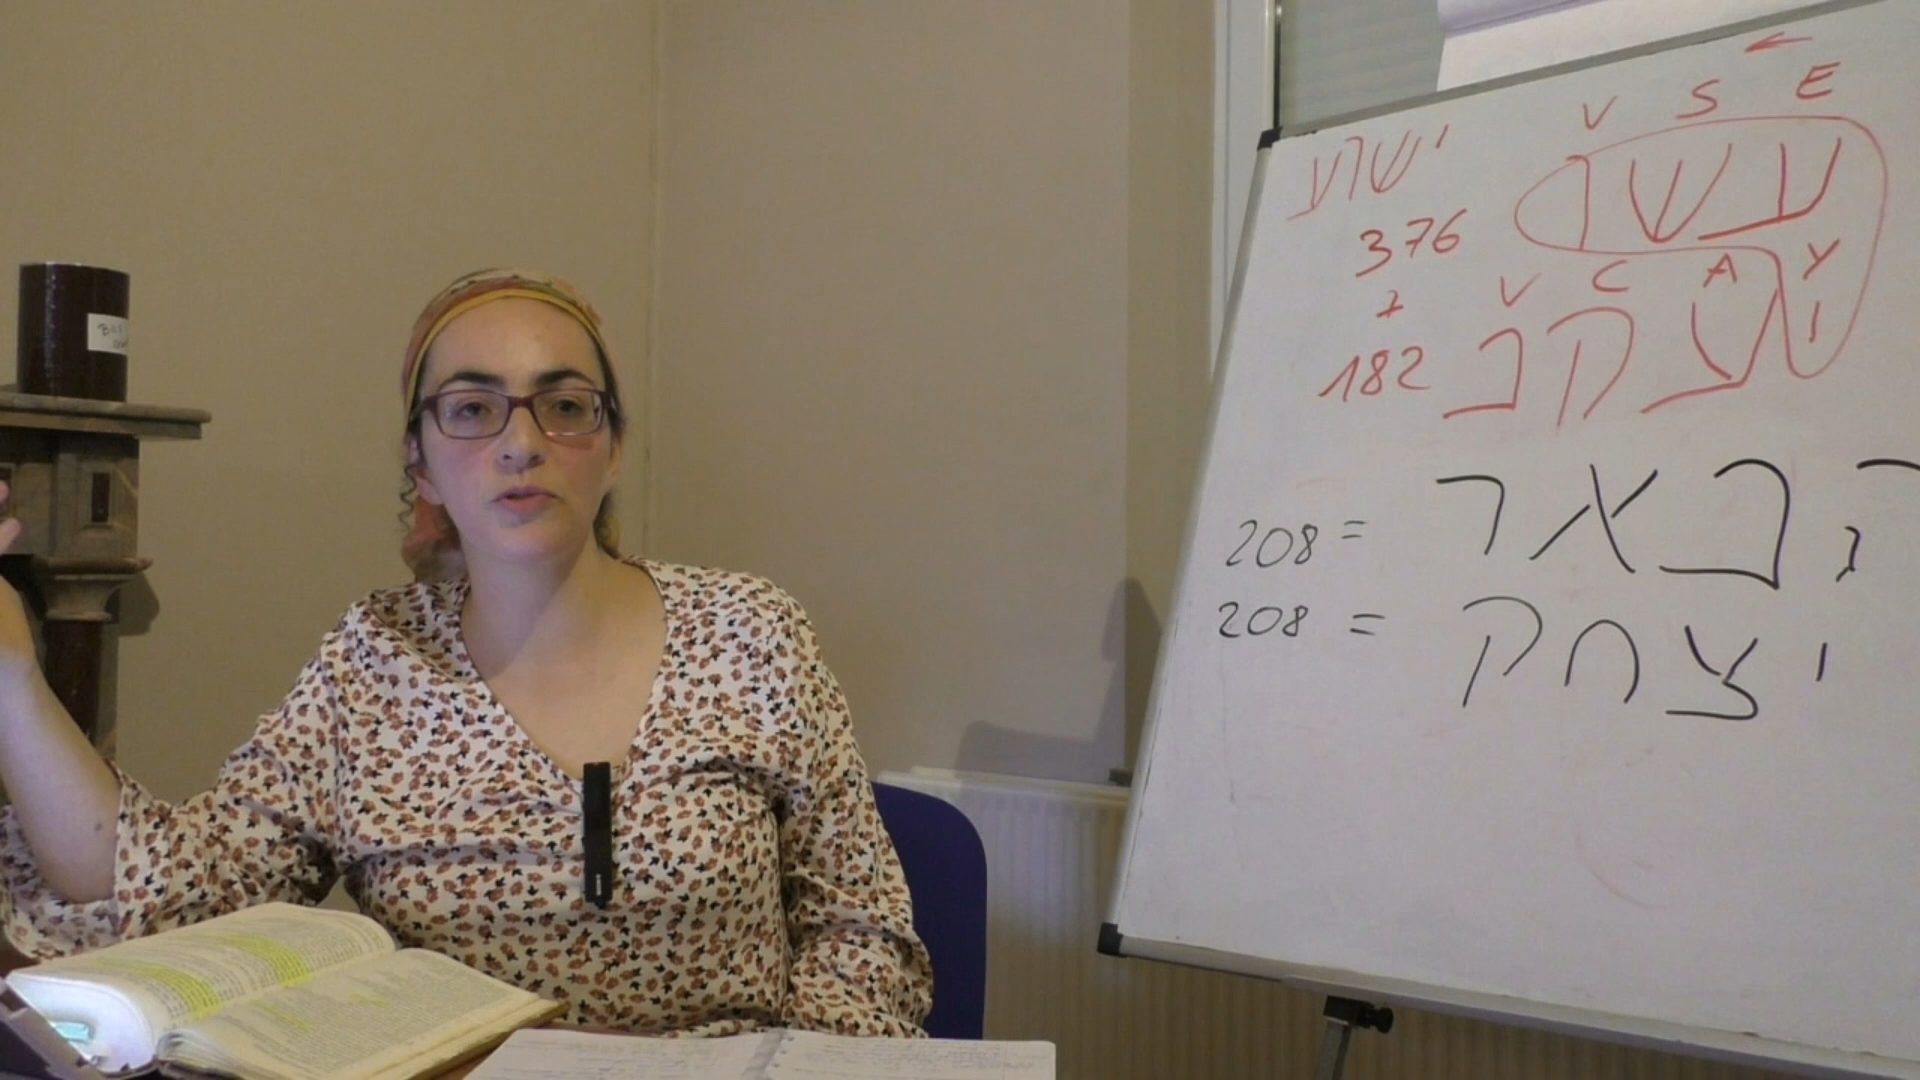 V S E
ישוע עשו
376
V C A Y
+
182 יעקב
208 = הבאר
208 = יצחק